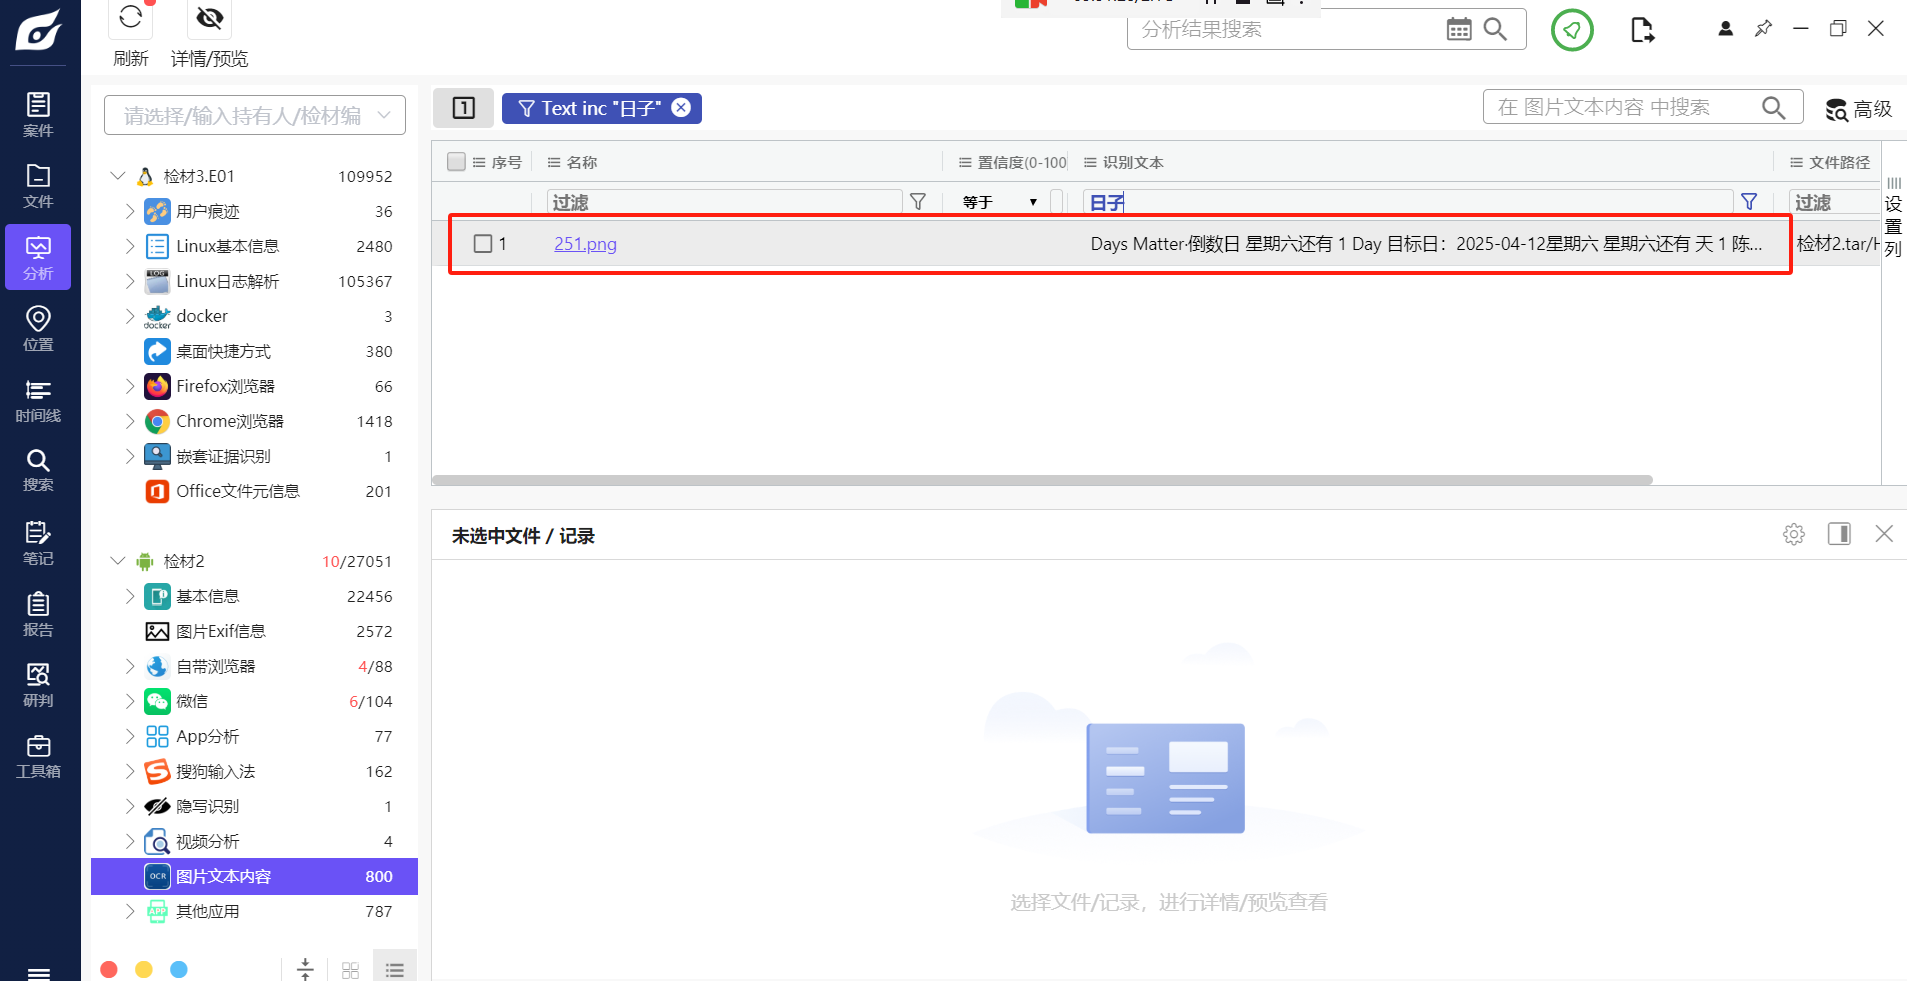 刷新
详情/预览
分析结果搜索
案件
文件
分析
位置
时间线
搜索
笔记
报告
研判
工具箱
请选择/输入持有人/检材编
检材3.E01 109952
用户痕迹 36
Linux基本信息 2480
LOG Linux日志解析 105367
docker docker 3
桌面快捷方式 380
Firefox浏览器 66
Chrome浏览器 1418
嵌套证据识别 1
Office文件元信息 201
检材2 10/27051
基本信息 22456
图片Exif信息 2572
自带浏览器 4/88
微信 6/104
App分析 77
搜狗输入法 162
隐写识别 1
视频分析 4
OCR 图片文本内容 800
APP 其他应用 787
1 Text inc "日子"
在 图片文本内容 中搜索
高级
序号 名称 置信度(0-100 识别文本 文件路径
过滤 等于 日子 过滤
1 251.png Days Matter·倒数日 星期六还有 1 Day 目标日：2025-04-12星期六 星期六还有 天 1 陈... 检材2.tar/H
设置列
未选中文件 / 记录
选择文件/记录，进行详情/预览查看